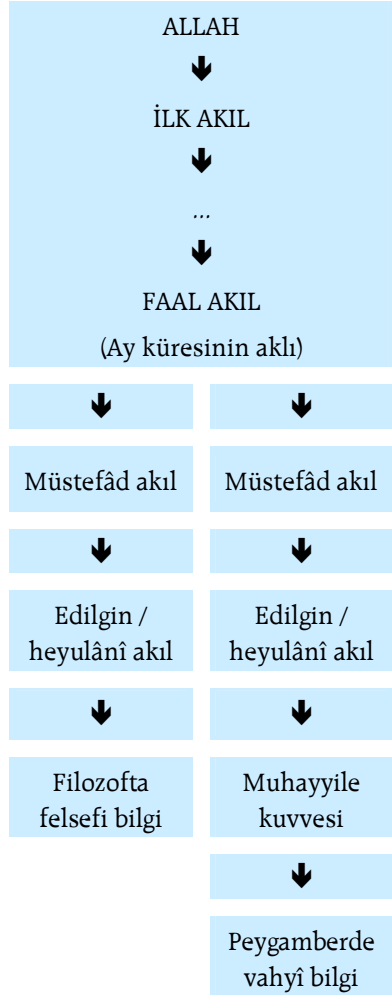 ALLAH
İLK AKIL
...
FAAL AKIL
(Ay küresinin aklı)
Müstefâd akıl
Müstefâd akıl
Edilgin /
heyulânî akıl
Edilgin /
heyulânî akıl
Filozofta
felsefi bilgi
Muhayyile
kuvvesi
Peygamberde
vahyî bilgi